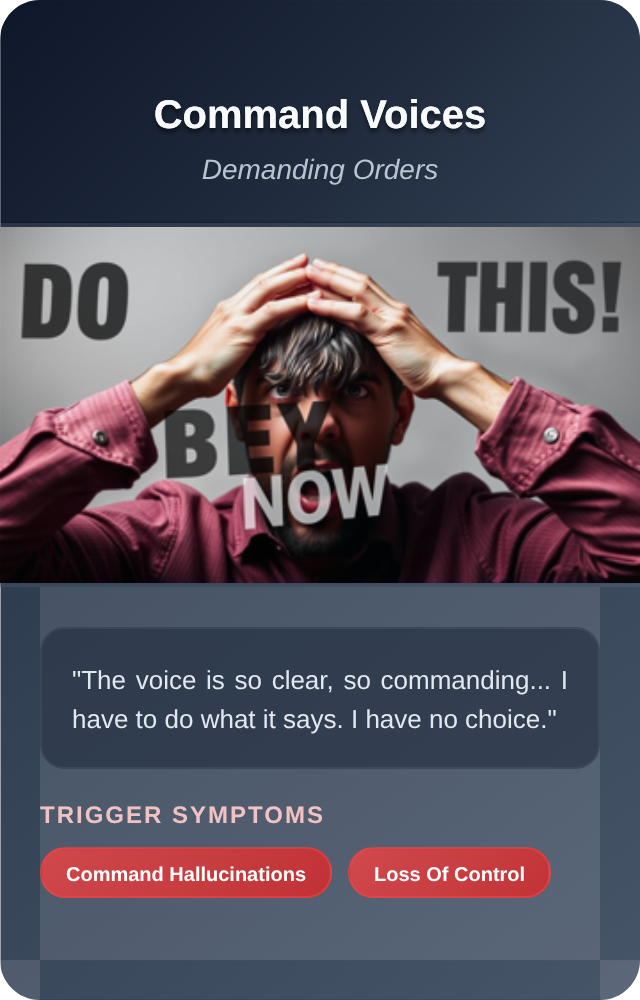 Command Voices
Demanding Orders
DO
THIS!
BEY
NOW
"The voice is so clear, so commanding... I
have to do what it says. I have no choice."
TRIGGER SYMPTOMS
Command Hallucinations
Loss Of Control